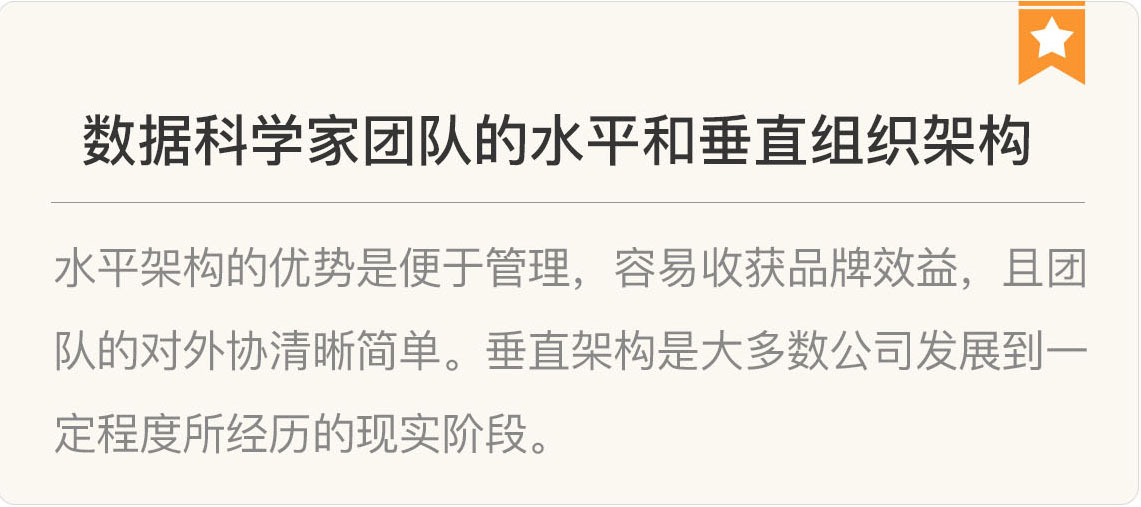 数据科学家团队的水平和垂直组织架构
水平架构的优势是便于管理，容易收获品牌效益，且团
队的对外协清晰简单。垂直架构是大多数公司发展到一
定程度所经历的现实阶段。